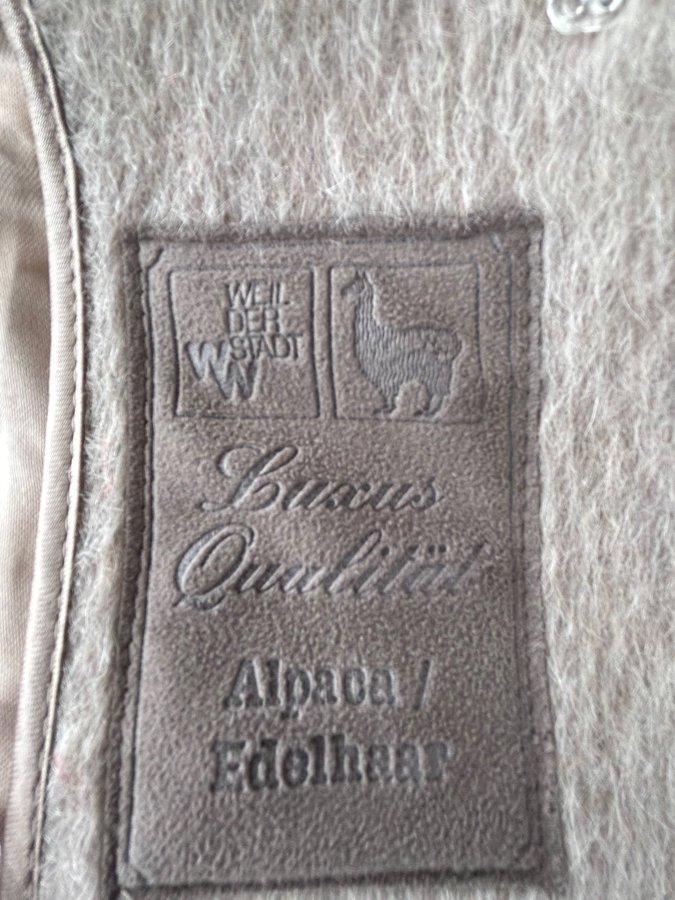 WEIL
DER
STADT
WW
Luxus
Qualität
Alpaca /
Edelhaar